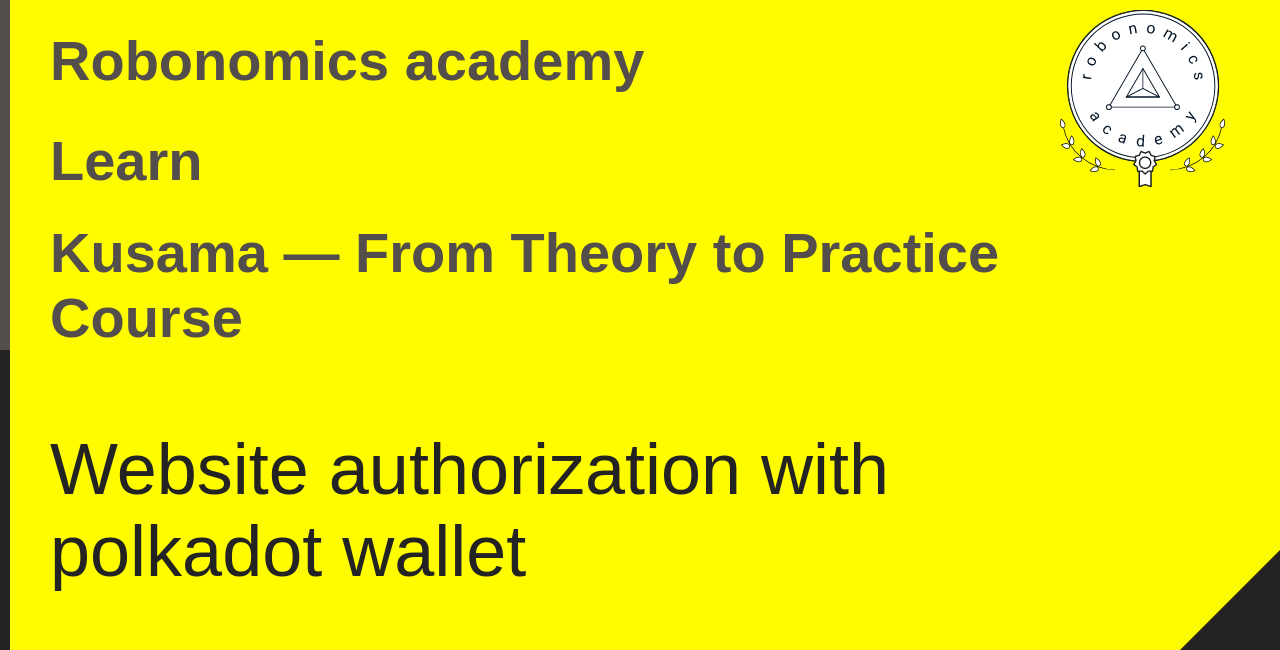 Robonomics academy
robonomics
academy
Learn
Kusama — From Theory to Practice
Course
Website authorization with
polkadot wallet